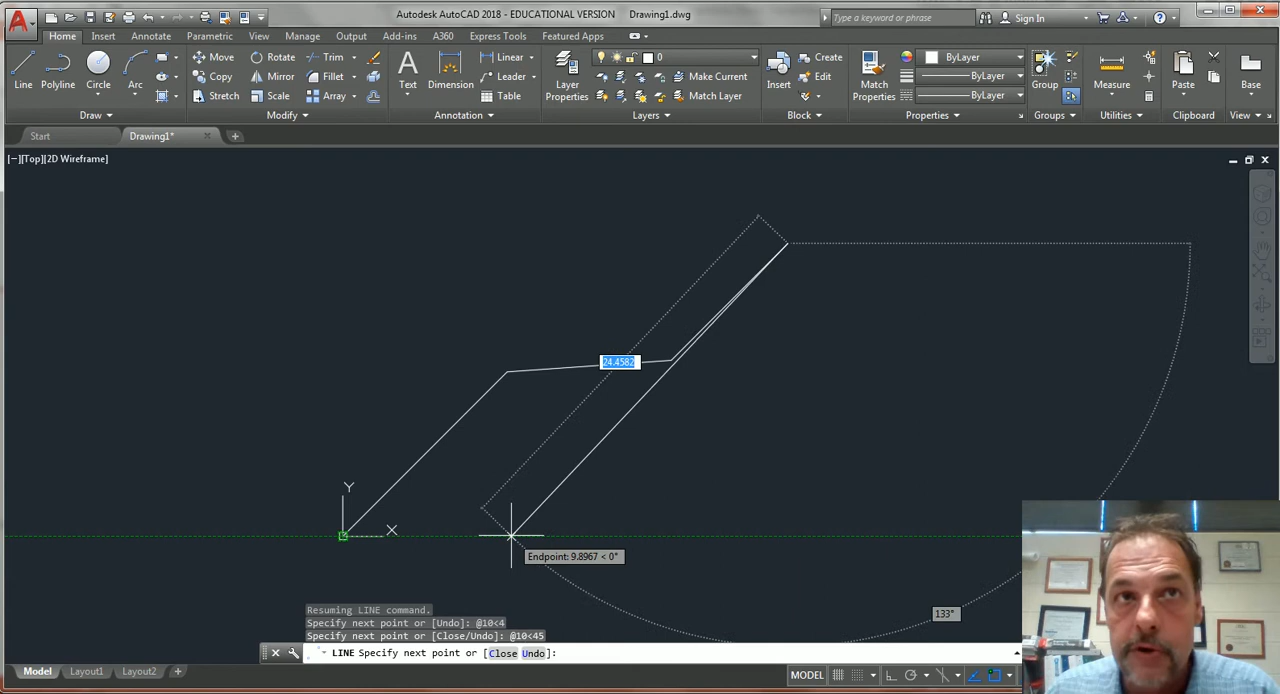 Autodesk AutoCAD 2018 - EDUCATIONAL VERSION Drawing1.dwg
Type a keyword or phrase
Sign In
Home Insert Annotate Parametric View Manage Output Add-ins A360 Express Tools Featured Apps
Line Polyline Circle Arc
Move Rotate Trim
Copy Mirror Fillet
Stretch Scale Array
Text Dimension
Linear
Leader
Table
Layer Properties
0
Make Current
Match Layer
Insert
Create
Edit
Match Properties
ByLayer
ByLayer
ByLayer
Group
Measure
Paste
Base
Draw Modify Annotation Layers Block Properties Groups Utilities Clipboard View
Start Drawing1*
[−][Top][2D Wireframe]
24.4582
Y
X
Endpoint: 9.8967 < 0°
133°
Resuming LINE command.
Specify next point or [Undo]: @10<4
Specify next point or [Close/Undo]: @10<45
LINE Specify next point or [Close Undo]:
Model Layout1 Layout2 +
MODEL